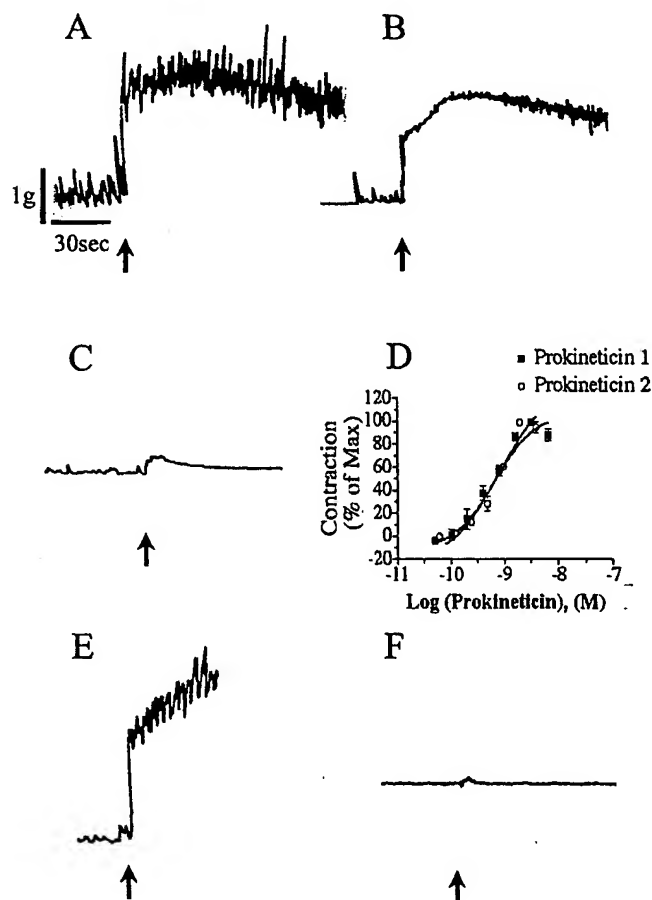 A
B
1g
30sec
C
D
Prokineticin 1
Prokineticin 2
Contraction
(% of Max)
120
100
80
60
40
20
0
-20
-11 -10 -9 -8 -7
Log (Prokineticin), (M)
E
F